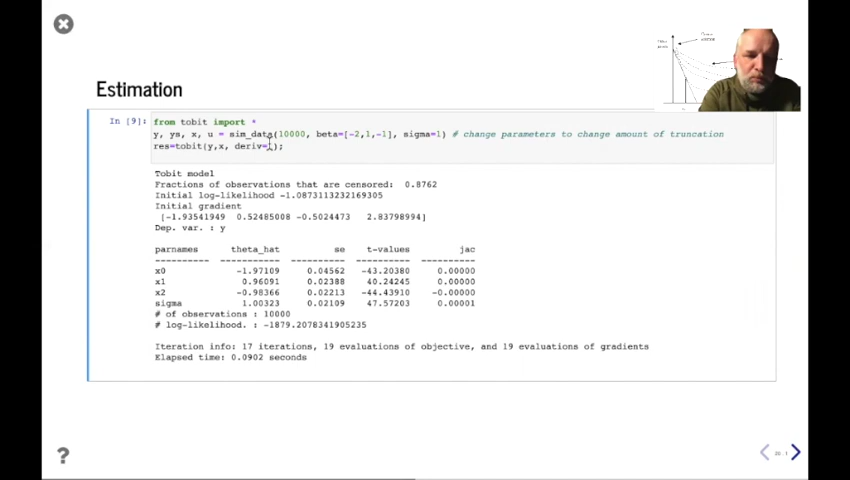 Estimation
In [9]:
from tobit import *
y, ys, x, u = sim_data(10000, beta=[-2,1,-1], sigma=1) # change parameters to change amount of truncation
res=tobit(y,x, deriv=1);
Tobit model
Fractions of observations that are censored:  0.8762
Initial log-likelihood -1.0873113232169305
Initial gradient
[-1.93541949  0.52485008 -0.5024473   2.83798994]
Dep. var. : y
parnames theta_hat se t-values jac
---------- ---------- ---------- ---------- ----------
x0 -1.97109 0.04562 -43.20380 0.00000
x1 0.96091 0.02388 40.24245 0.00000
x2 -0.98366 0.02213 -44.43910 -0.00000
sigma 1.00323 0.02109 47.57203 0.00001
# of observations : 10000
# log-likelihood. : -1879.2078341905235
Iteration info: 17 iterations, 19 evaluations of objective, and 19 evaluations of gradients
Elapsed time: 0.0902 seconds
?